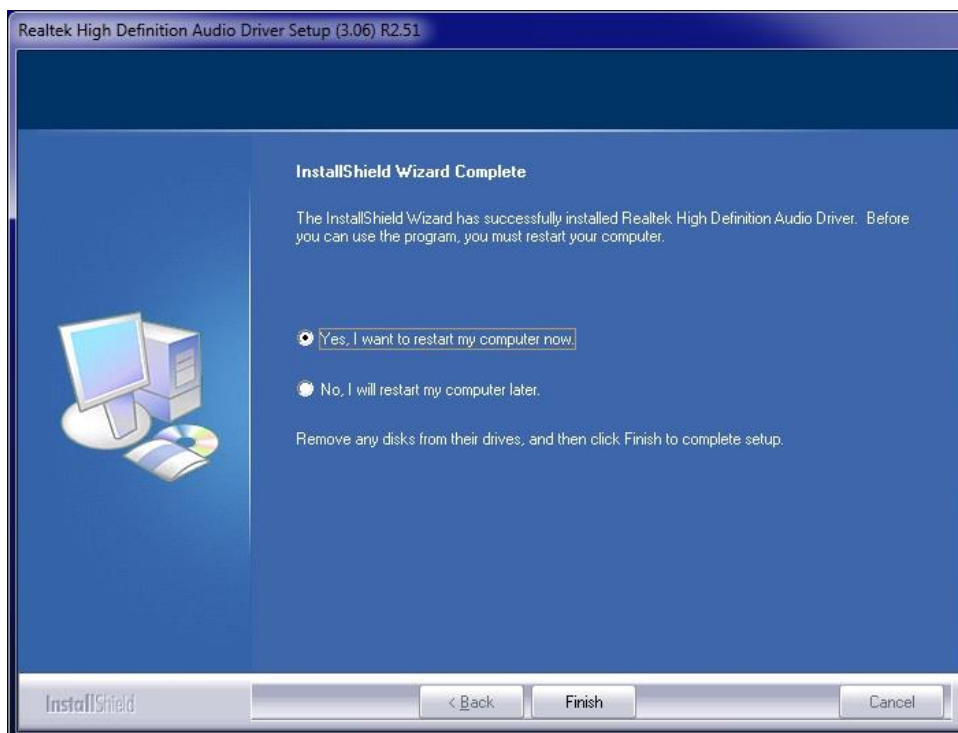 Realtek High Definition Audio Driver Setup (3.06) R2.51
InstallShield Wizard Complete
The InstallShield Wizard has successfully installed Realtek High Definition Audio Driver. Before
you can use the program, you must restart your computer.
Yes, I want to restart my computer now.
No, I will restart my computer later.
Remove any disks from their drives, and then click Finish to complete setup.
InstallShield
< Back
Finish
Cancel